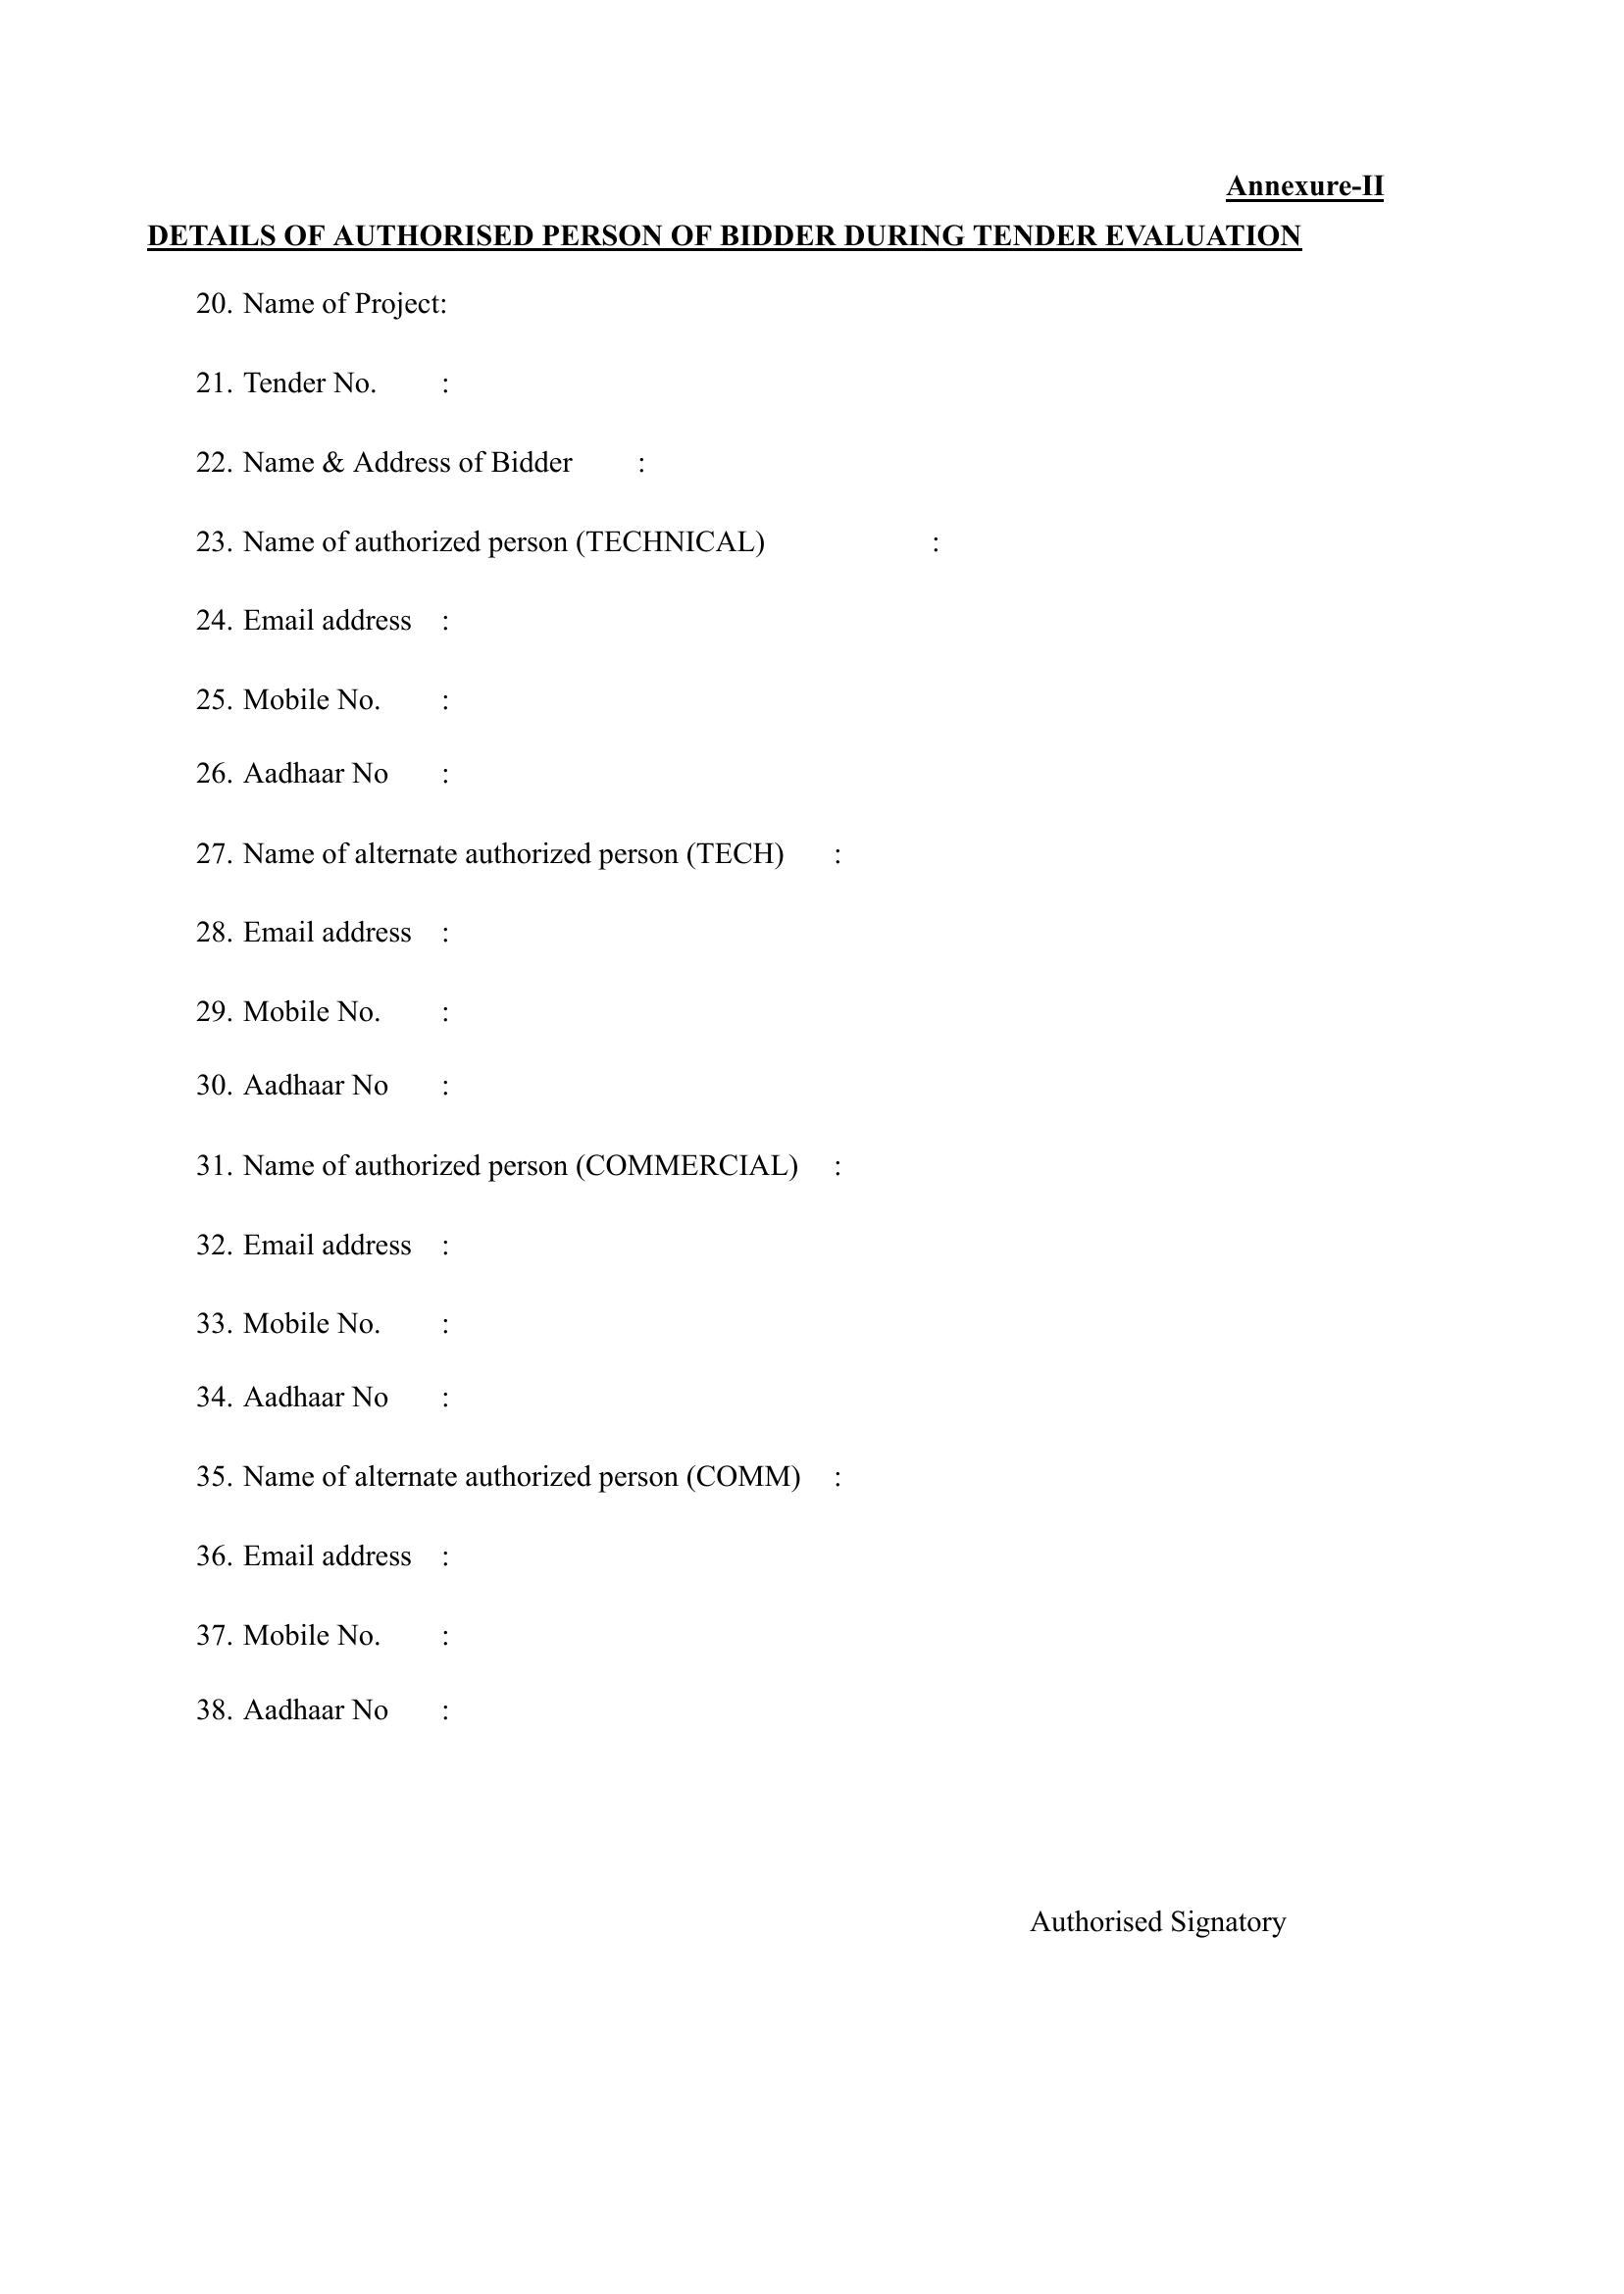 Annexure-II
DETAILS OF AUTHORISED PERSON OF BIDDER DURING TENDER EVALUATION
20. Name of Project:
21. Tender No. :
22. Name & Address of Bidder :
23. Name of authorized person (TECHNICAL) :
24. Email address :
25. Mobile No. :
26. Aadhaar No :
27. Name of alternate authorized person (TECH) :
28. Email address :
29. Mobile No. :
30. Aadhaar No :
31. Name of authorized person (COMMERCIAL) :
32. Email address :
33. Mobile No. :
34. Aadhaar No :
35. Name of alternate authorized person (COMM) :
36. Email address :
37. Mobile No. :
38. Aadhaar No :
Authorised Signatory